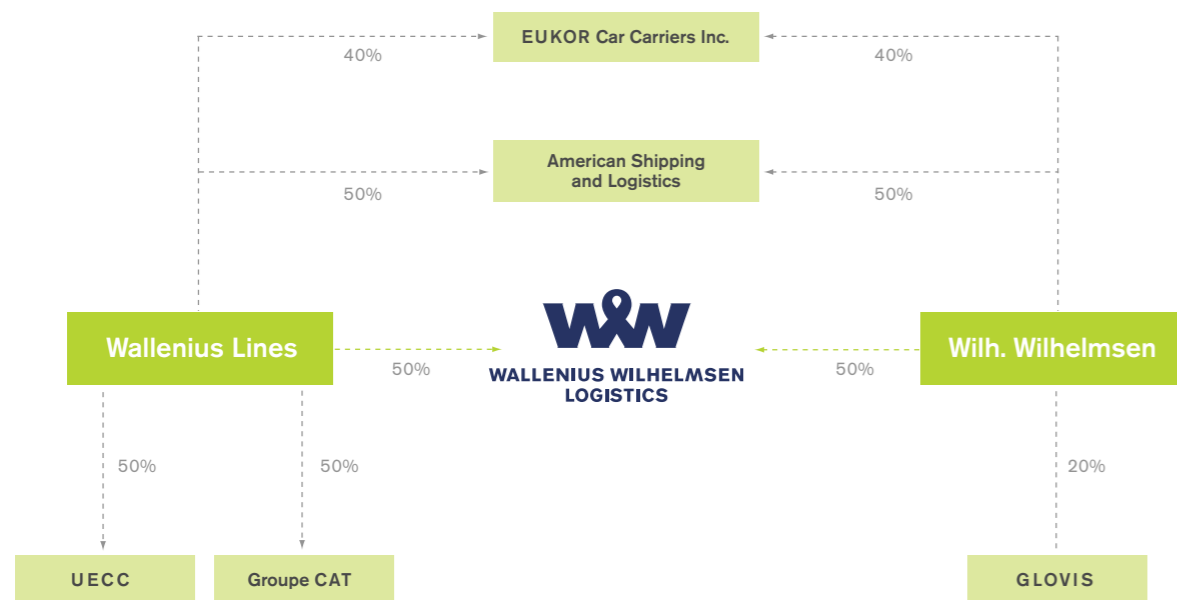 EUKOR Car Carriers Inc.
40%
40%
American Shipping
and Logistics
50%
50%
W&W
Wallenius Lines
Wilh. Wilhelmsen
50%
50%
WALLENIUS WILHELMSEN
LOGISTICS
50%
50%
20%
UECC
Groupe CAT
GLOVIS